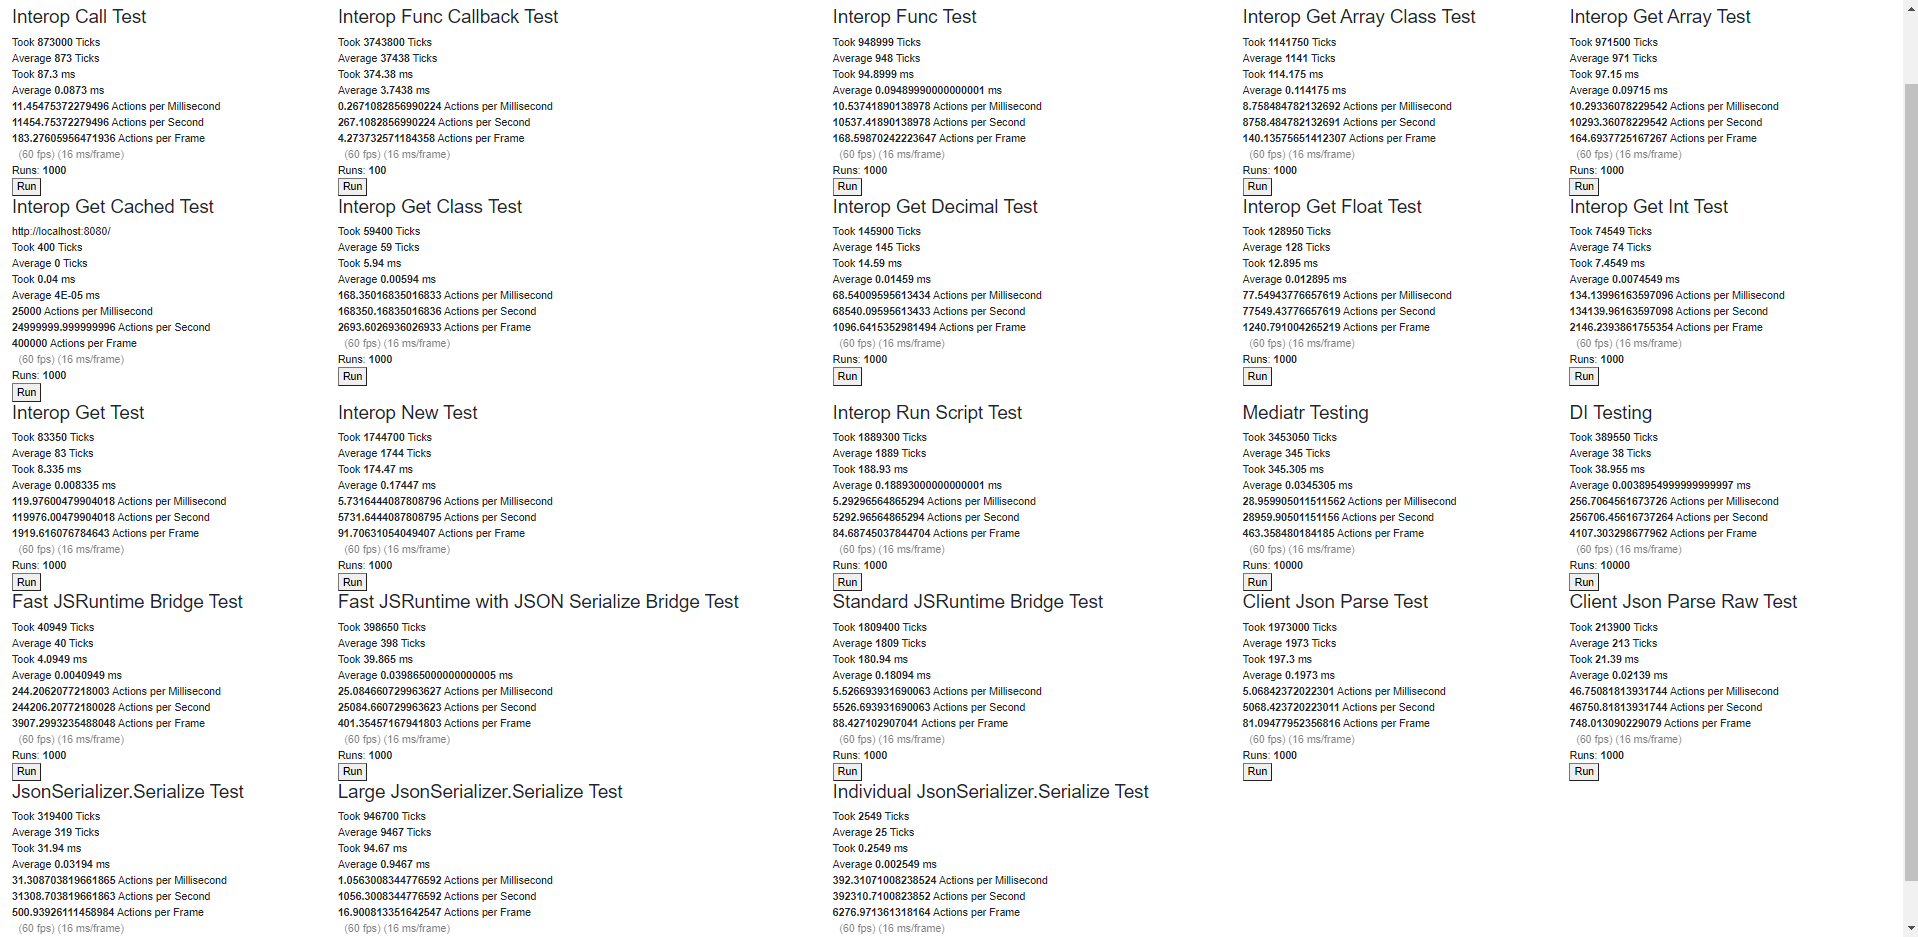 Interop Call Test
Took 873000 Ticks
Average 873 Ticks
Took 87.3 ms
Average 0.0873 ms
11.45475372279496 Actions per Millisecond
11454.75372279496 Actions per Second
183.27605956471936 Actions per Frame
(60 fps) (16 ms/frame)
Runs: 1000
Run
Interop Func Callback Test
Took 3743800 Ticks
Average 37438 Ticks
Took 374.38 ms
Average 3.7438 ms
0.2671082856990224 Actions per Millisecond
267.1082856990224 Actions per Second
4.273732571184358 Actions per Frame
(60 fps) (16 ms/frame)
Runs: 100
Run
Interop Func Test
Took 948999 Ticks
Average 948 Ticks
Took 94.8999 ms
Average 0.09489990000000001 ms
10.53741890138978 Actions per Millisecond
10537.41890138978 Actions per Second
168.59870242223647 Actions per Frame
(60 fps) (16 ms/frame)
Runs: 1000
Run
Interop Get Array Class Test
Took 1141750 Ticks
Average 1141 Ticks
Took 114.175 ms
Average 0.114175 ms
8.758484782132692 Actions per Millisecond
8758.484782132691 Actions per Second
140.13575651412307 Actions per Frame
(60 fps) (16 ms/frame)
Runs: 1000
Run
Interop Get Array Test
Took 971500 Ticks
Average 971 Ticks
Took 97.15 ms
Average 0.09715 ms
10.29336078229542 Actions per Millisecond
10293.36078229542 Actions per Second
164.6937725167267 Actions per Frame
(60 fps) (16 ms/frame)
Runs: 1000
Run
Interop Get Cached Test
http://localhost:8080/
Took 400 Ticks
Average 0 Ticks
Took 0.04 ms
Average 4E-05 ms
25000 Actions per Millisecond
24999999.999999996 Actions per Second
400000 Actions per Frame
(60 fps) (16 ms/frame)
Runs: 1000
Run
Interop Get Class Test
Took 59400 Ticks
Average 59 Ticks
Took 5.94 ms
Average 0.00594 ms
168.35016835016833 Actions per Millisecond
168350.16835016836 Actions per Second
2693.6026936026933 Actions per Frame
(60 fps) (16 ms/frame)
Runs: 1000
Run
Interop Get Decimal Test
Took 145900 Ticks
Average 145 Ticks
Took 14.59 ms
Average 0.01459 ms
68.54009595613434 Actions per Millisecond
68540.09595613433 Actions per Second
1096.6415352981494 Actions per Frame
(60 fps) (16 ms/frame)
Runs: 1000
Run
Interop Get Float Test
Took 128950 Ticks
Average 128 Ticks
Took 12.895 ms
Average 0.012895 ms
77.54943776657619 Actions per Millisecond
77549.43776657619 Actions per Second
1240.791004265219 Actions per Frame
(60 fps) (16 ms/frame)
Runs: 1000
Run
Interop Get Int Test
Took 74549 Ticks
Average 74 Ticks
Took 7.4549 ms
Average 0.0074549 ms
134.13996163597096 Actions per Millisecond
134139.96163597098 Actions per Second
2146.2393861755354 Actions per Frame
(60 fps) (16 ms/frame)
Runs: 1000
Run
Interop Get Test
Took 83350 Ticks
Average 83 Ticks
Took 8.335 ms
Average 0.008335 ms
119.97600479904018 Actions per Millisecond
119976.00479904018 Actions per Second
1919.616076784643 Actions per Frame
(60 fps) (16 ms/frame)
Runs: 1000
Run
Interop New Test
Took 1744700 Ticks
Average 1744 Ticks
Took 174.47 ms
Average 0.17447 ms
5.7316444087808796 Actions per Millisecond
5731.6444087808795 Actions per Second
91.70631054049407 Actions per Frame
(60 fps) (16 ms/frame)
Runs: 1000
Run
Interop Run Script Test
Took 1889300 Ticks
Average 1889 Ticks
Took 188.93 ms
Average 0.18893000000000001 ms
5.29296564865294 Actions per Millisecond
5292.96564865294 Actions per Second
84.68745037844704 Actions per Frame
(60 fps) (16 ms/frame)
Runs: 1000
Run
Mediatr Testing
Took 3453050 Ticks
Average 345 Ticks
Took 345.305 ms
Average 0.0345305 ms
28.959905011511562 Actions per Millisecond
28959.90501151156 Actions per Second
463.358480184185 Actions per Frame
(60 fps) (16 ms/frame)
Runs: 10000
Run
DI Testing
Took 389550 Ticks
Average 38 Ticks
Took 38.955 ms
Average 0.0038954999999999997 ms
256.7064561673726 Actions per Millisecond
256706.45616737264 Actions per Second
4107.303298677962 Actions per Frame
(60 fps) (16 ms/frame)
Runs: 10000
Run
Fast JSRuntime Bridge Test
Took 40949 Ticks
Average 40 Ticks
Took 4.0949 ms
Average 0.0040949 ms
244.2062077218003 Actions per Millisecond
244206.20772180028 Actions per Second
3907.2993235488048 Actions per Frame
(60 fps) (16 ms/frame)
Runs: 1000
Run
Fast JSRuntime with JSON Serialize Bridge Test
Took 398650 Ticks
Average 398 Ticks
Took 39.865 ms
Average 0.039865000000000005 ms
25.084660729963627 Actions per Millisecond
25084.660729963623 Actions per Second
401.35457167941803 Actions per Frame
(60 fps) (16 ms/frame)
Runs: 1000
Run
Standard JSRuntime Bridge Test
Took 1809400 Ticks
Average 1809 Ticks
Took 180.94 ms
Average 0.18094 ms
5.526693931690063 Actions per Millisecond
5526.693931690063 Actions per Second
88.427102907041 Actions per Frame
(60 fps) (16 ms/frame)
Runs: 1000
Run
Client Json Parse Test
Took 1973000 Ticks
Average 1973 Ticks
Took 197.3 ms
Average 0.1973 ms
5.06842372022301 Actions per Millisecond
5068.423720223011 Actions per Second
81.09477952356816 Actions per Frame
(60 fps) (16 ms/frame)
Runs: 1000
Run
Client Json Parse Raw Test
Took 213900 Ticks
Average 213 Ticks
Took 21.39 ms
Average 0.02139 ms
46.75081813931744 Actions per Millisecond
46750.81813931744 Actions per Second
748.013090229079 Actions per Frame
(60 fps) (16 ms/frame)
Runs: 1000
Run
JsonSerializer.Serialize Test
Took 319400 Ticks
Average 319 Ticks
Took 31.94 ms
Average 0.03194 ms
31.308703819661865 Actions per Millisecond
31308.703819661863 Actions per Second
500.93926111458984 Actions per Frame
(60 fps) (16 ms/frame)
Large JsonSerializer.Serialize Test
Took 946700 Ticks
Average 9467 Ticks
Took 94.67 ms
Average 0.9467 ms
1.0563008344776592 Actions per Millisecond
1056.3008344776592 Actions per Second
16.900813351642547 Actions per Frame
(60 fps) (16 ms/frame)
Individual JsonSerializer.Serialize Test
Took 2549 Ticks
Average 25 Ticks
Took 0.2549 ms
Average 0.002549 ms
392.31071008238524 Actions per Millisecond
392310.7100823852 Actions per Second
6276.971361318164 Actions per Frame
(60 fps) (16 ms/frame)